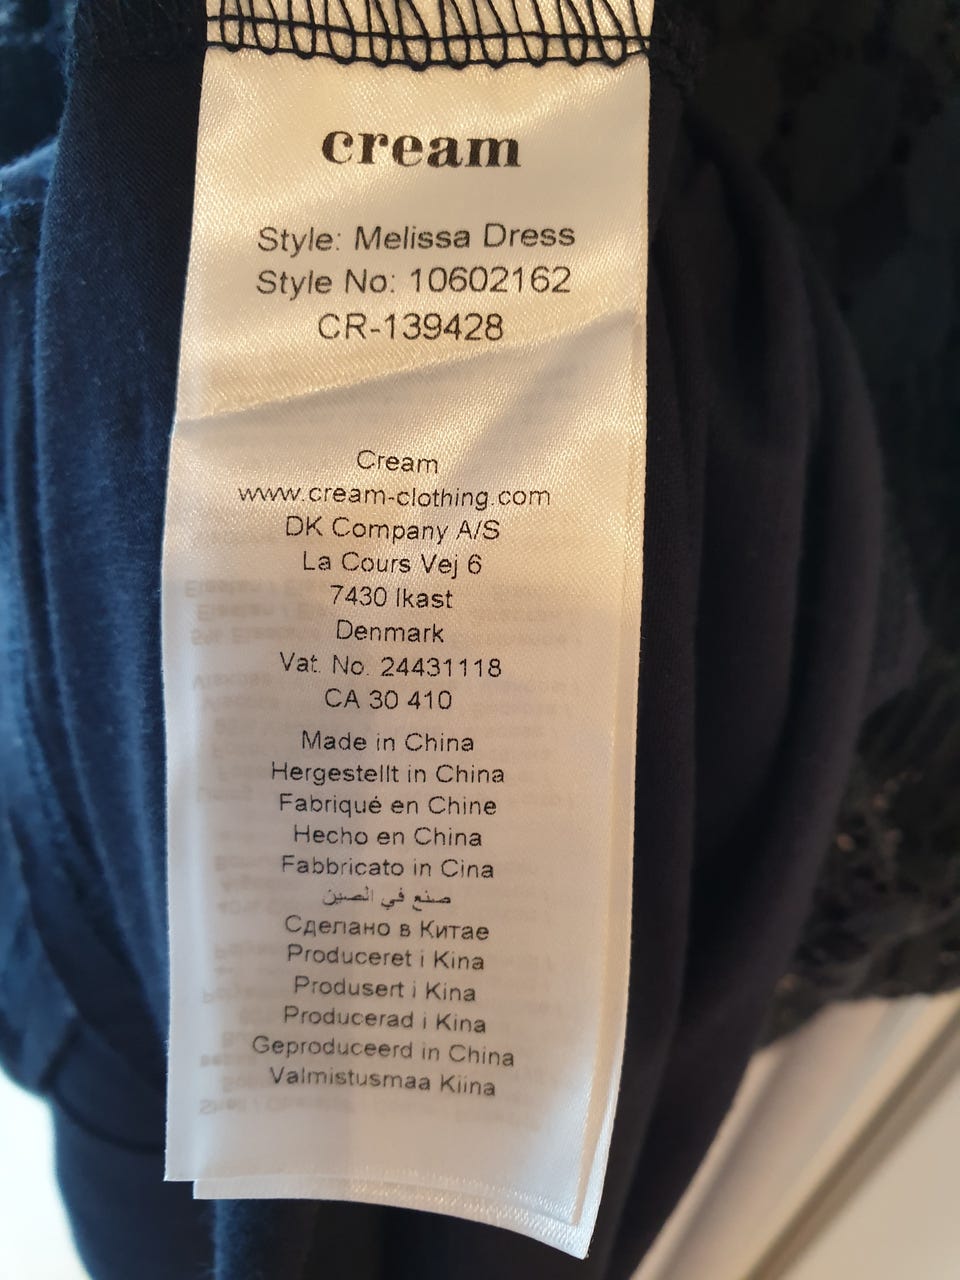 cream
Style: Melissa Dress
Style No: 10602162
CR-139428
Cream
www.cream-clothing.com
DK Company A/S
La Cours Vej 6
7430 Ikast
Denmark
Vat. No. 24431118
CA 30 410
Made in China
Hergestellt in China
Fabriqué en Chine
Hecho en China
Fabbricato in Cina
صنع في الصين
Сделано в Китае
Produceret i Kina
Produsert i Kina
Producerad i Kina
Geproduceerd in China
Valmistusmaa Kiina